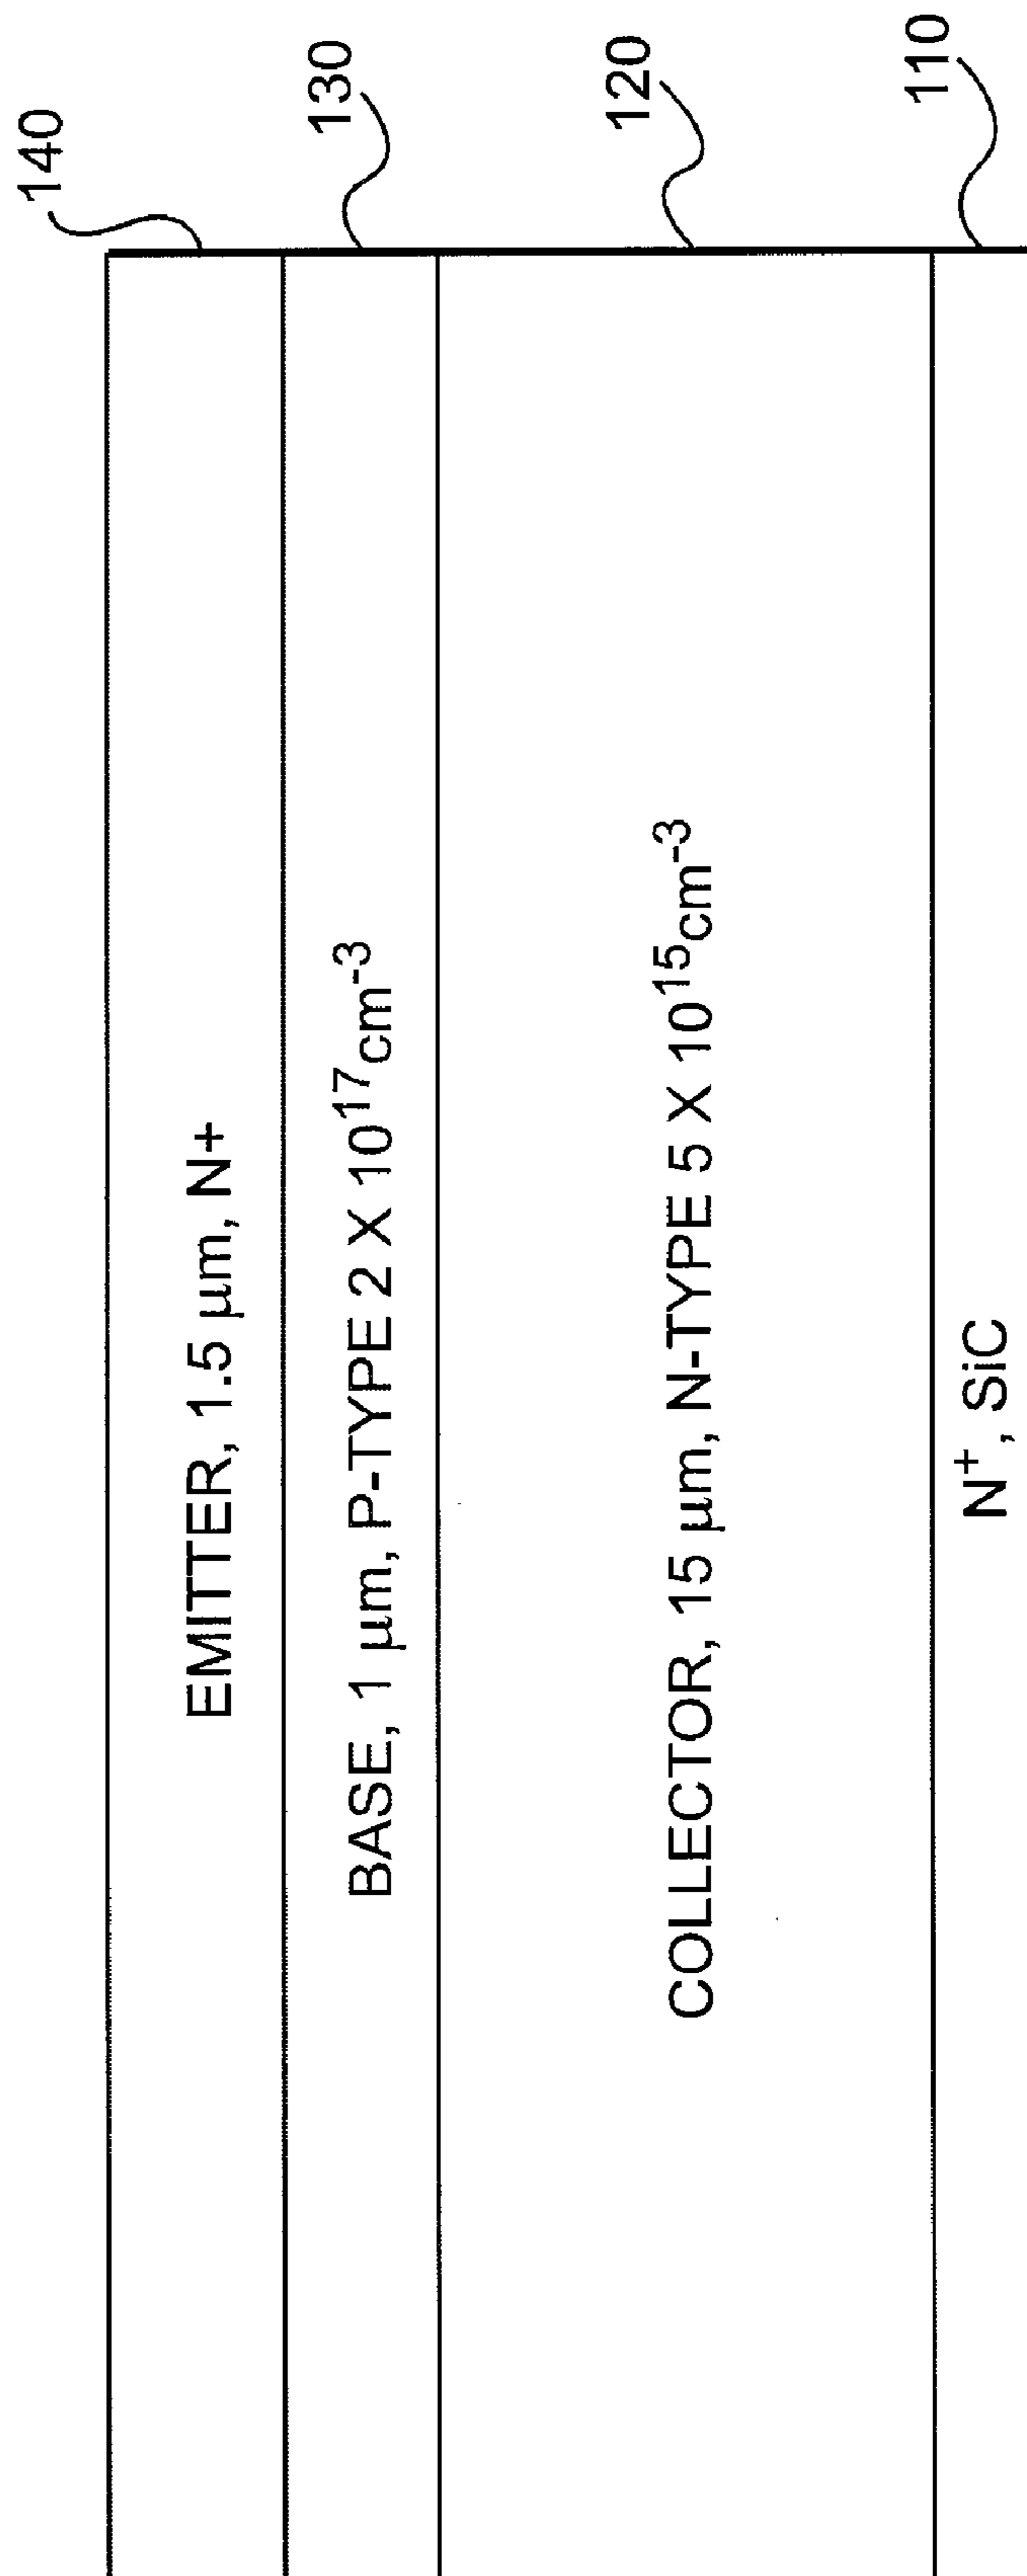 140
EMITTER, 1.5 μm, N+
130
BASE, 1 μm, P-TYPE 2 X 10¹⁷cm⁻³
120
COLLECTOR, 15 μm, N-TYPE 5 X 10¹⁵cm⁻³
110
N⁺, SiC